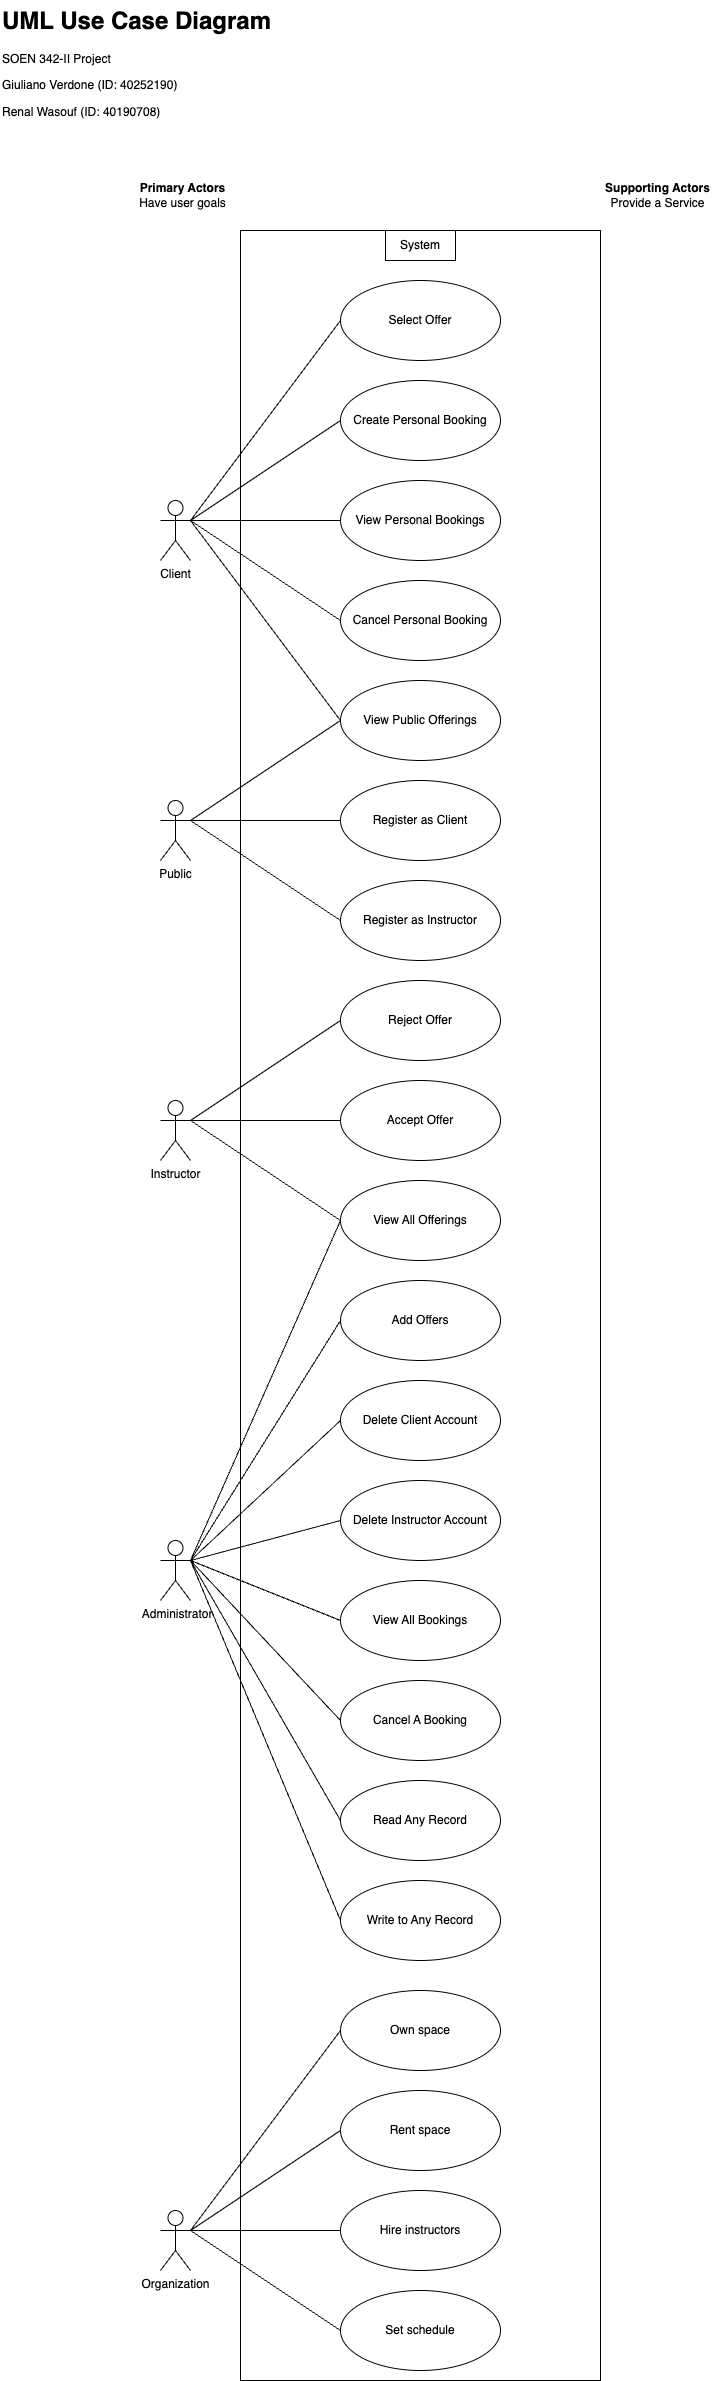 UML Use Case Diagram
SOEN 342-II Project
Giuliano Verdone (ID: 40252190)
Renal Wasouf (ID: 40190708)
Primary Actors
Have user goals
Supporting Actors
Provide a Service
System
Select Offer
Create Personal Booking
View Personal Bookings
Client
Cancel Personal Booking
View Public Offerings
Register as Client
Public
Register as Instructor
Reject Offer
Accept Offer
Instructor
View All Offerings
Add Offers
Delete Client Account
Delete Instructor Account
Administrator
View All Bookings
Cancel A Booking
Read Any Record
Write to Any Record
Own space
Rent space
Hire instructors
Organization
Set schedule